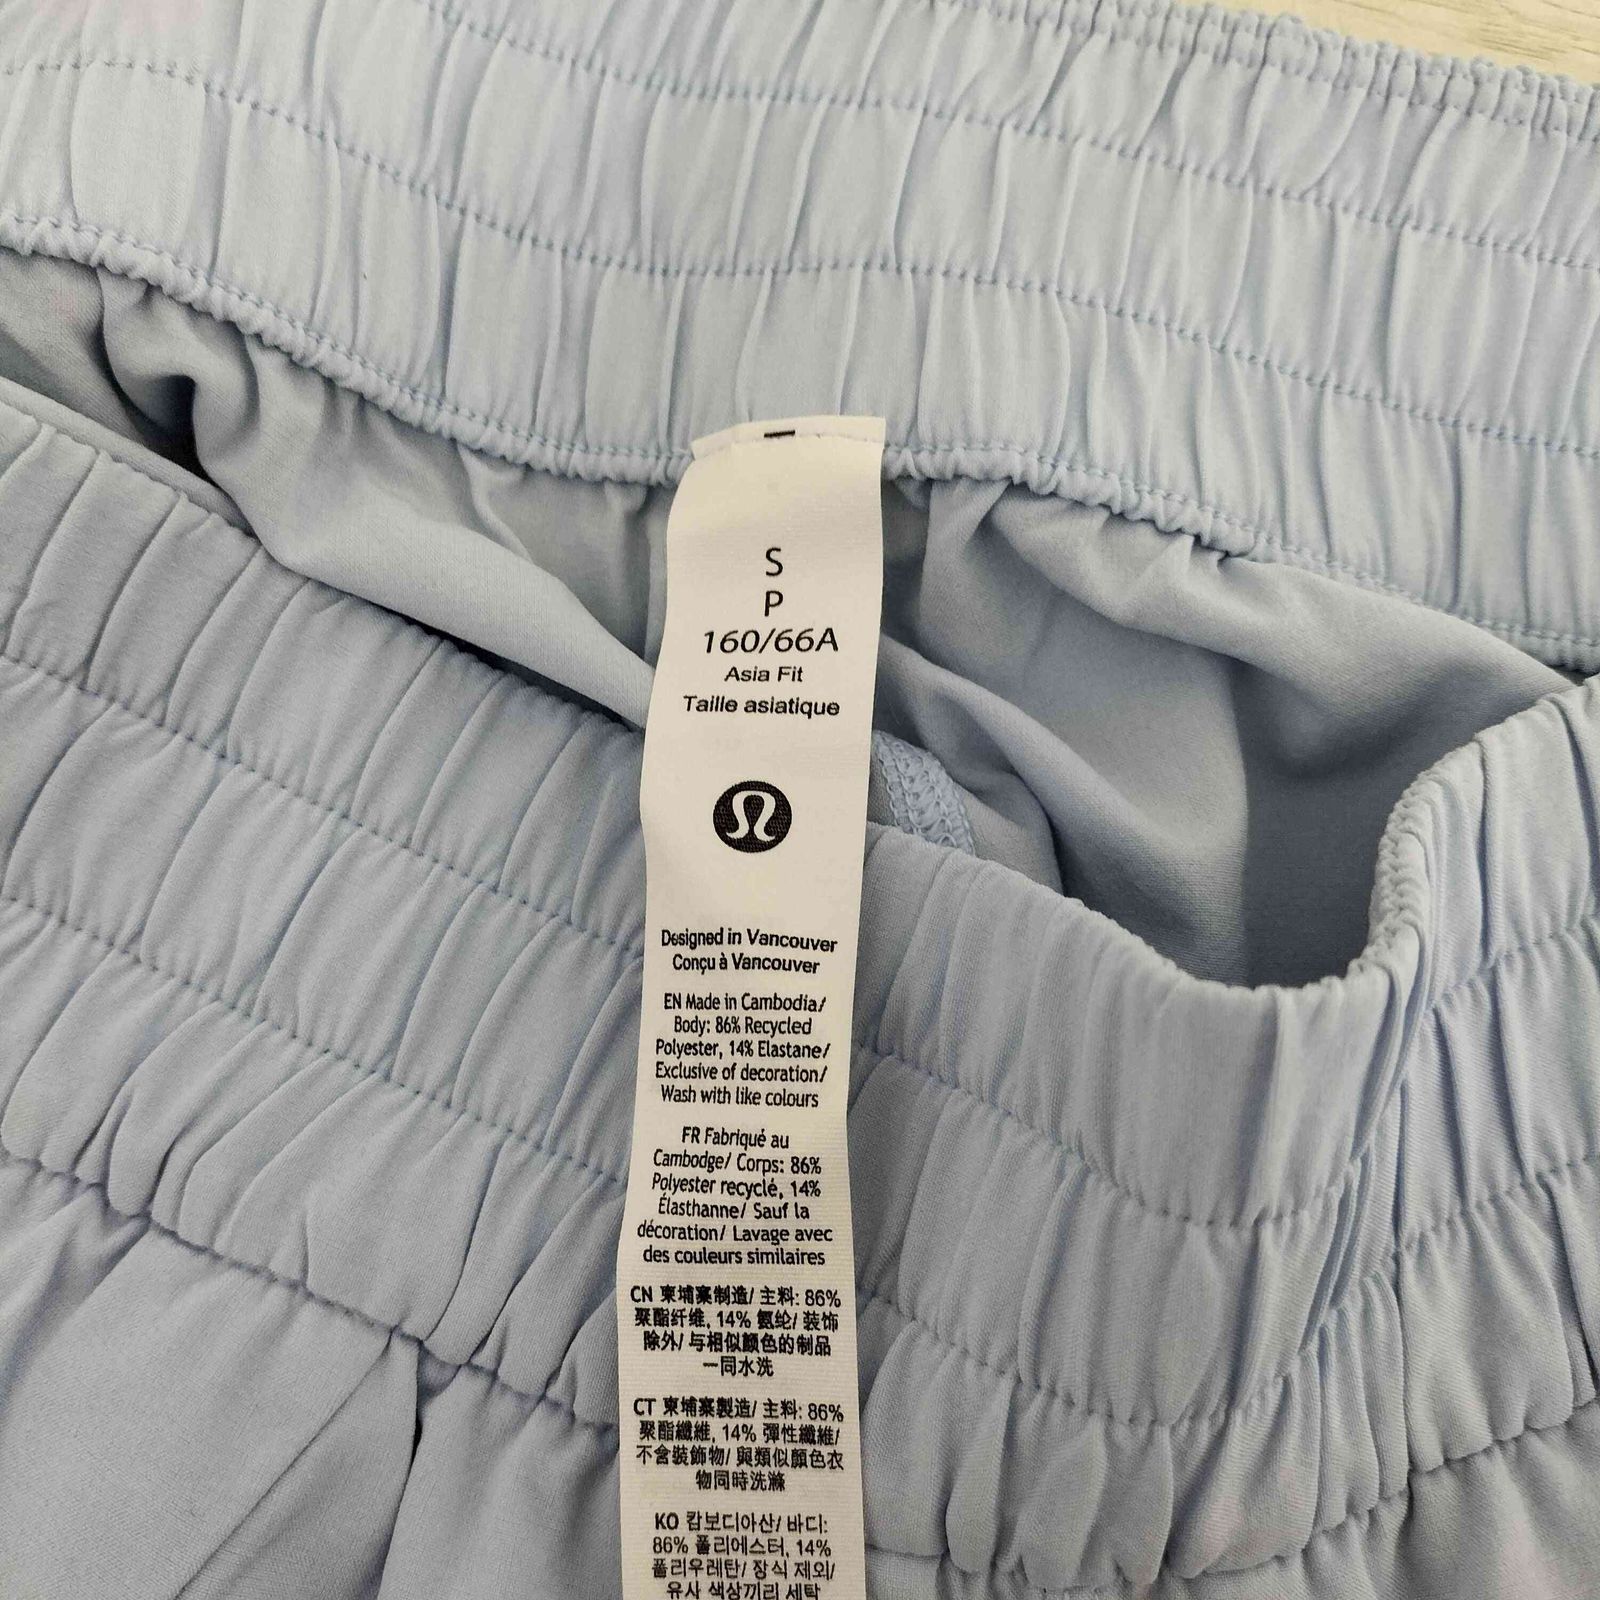 S
P
160/66A
Asia Fit
Taille asiatique
Designed in Vancouver
Conçu à Vancouver
EN Made in Cambodia/
Body: 86% Recycled
Polyester, 14% Elastane/
Exclusive of decoration/
Wash with like colours
FR Fabriqué au
Cambodge/ Corps: 86%
Polyester recyclé, 14%
Élasthanne/ Sauf la
décoration/ Lavage avec
des couleurs similaires
CN 柬埔寨制造/ 主料: 86%
聚酯纤维, 14% 氨纶/ 装饰
除外/ 与相似颜色的制品
一同水洗
CT 柬埔寨製造/ 主料: 86%
聚酯纖維, 14% 彈性纖維/
不含裝飾物/ 與類似顏色衣
物同時洗滌
KO 캄보디아산/ 바디:
86% 폴리에스터, 14%
폴리우레탄/ 장식 제외/
유사 색상끼리 세탁